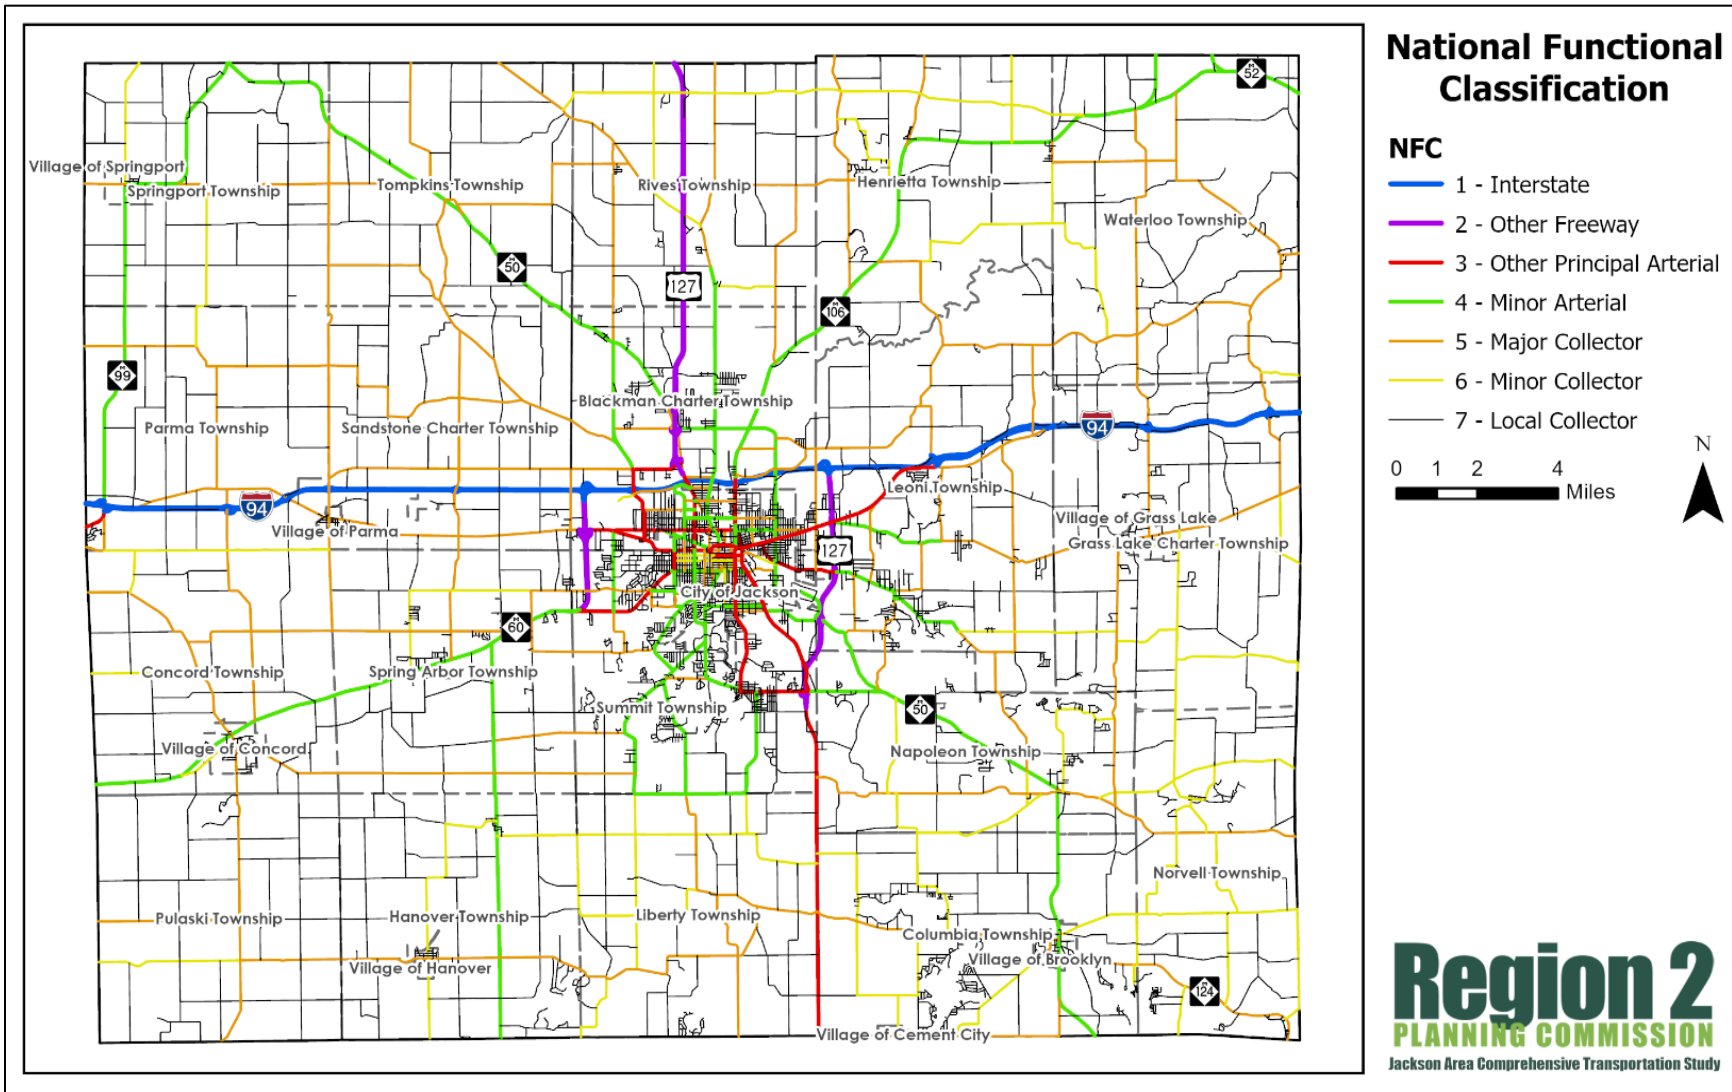 National Functional
Classification
NFC
1 - Interstate
2 - Other Freeway
3 - Other Principal Arterial
4 - Minor Arterial
5 - Major Collector
6 - Minor Collector
7 - Local Collector
N
0 1 2 4
Miles
M
52
Village of Springport
Springport Township
Tompkins Township
Rives Township
Henrietta Township
Waterloo Township
M
50
127
M
106
M
99
Blackman Charter Township
Parma Township
Sandstone Charter Township
94
Leoni Township
94
Village of Parma
Village of Grass Lake
Grass Lake Charter Township
127
City of Jackson
M
60
Concord Township
Spring Arbor Township
Summit Township
M
50
Village of Concord
Napoleon Township
Norvell Township
Pulaski Township
Hanover Township
Liberty Township
Columbia Township
Village of Brooklyn
Village of Hanover
M
124
Village of Cement City
Region 2
PLANNING COMMISSION
Jackson Area Comprehensive Transportation Study